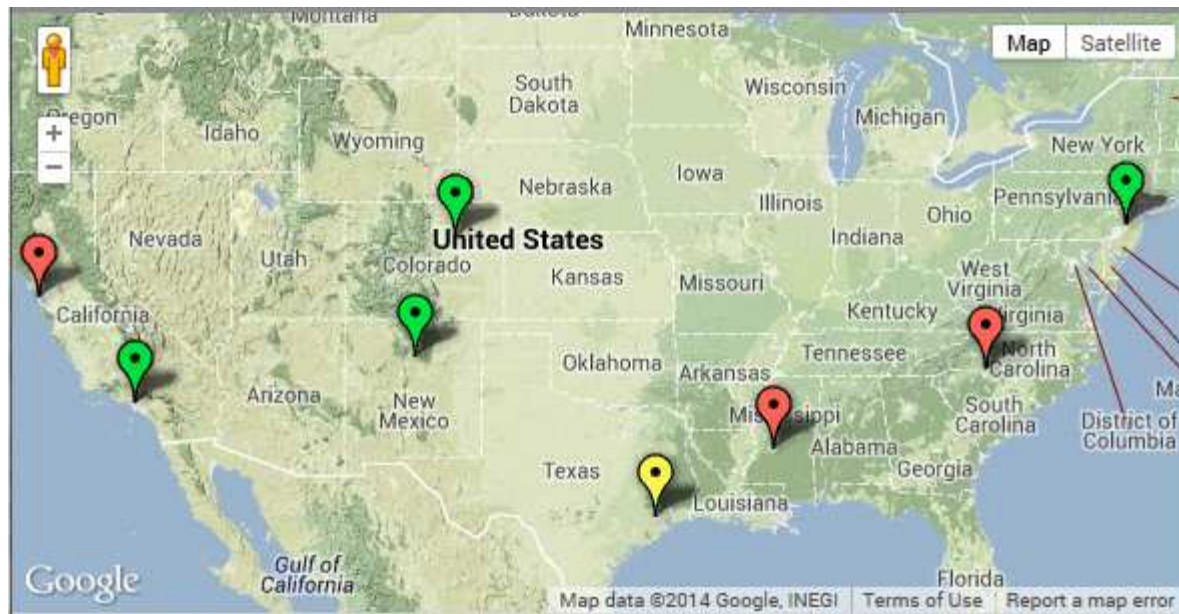 Montana
Dakota
Minnesota
Map
Satellite
South
Dakota
Wisconsin
Michigan
Oregon
Idaho
Wyoming
New York
+
−
Nebraska
Iowa
Illinois
Ohio
Pennsylvania
Nevada
Utah
United States
Colorado
Indiana
Kansas
Missouri
West
Virginia
California
Kentucky
Virginia
Oklahoma
Tennessee
North
Carolina
Arkansas
Arizona
New
Mexico
Mississippi
South
Carolina
Alabama
Ma
District of
Columbia
Texas
Georgia
Louisiana
Gulf of
California
Florida
Google
Map data ©2014 Google, INEGI
Terms of Use
Report a map error